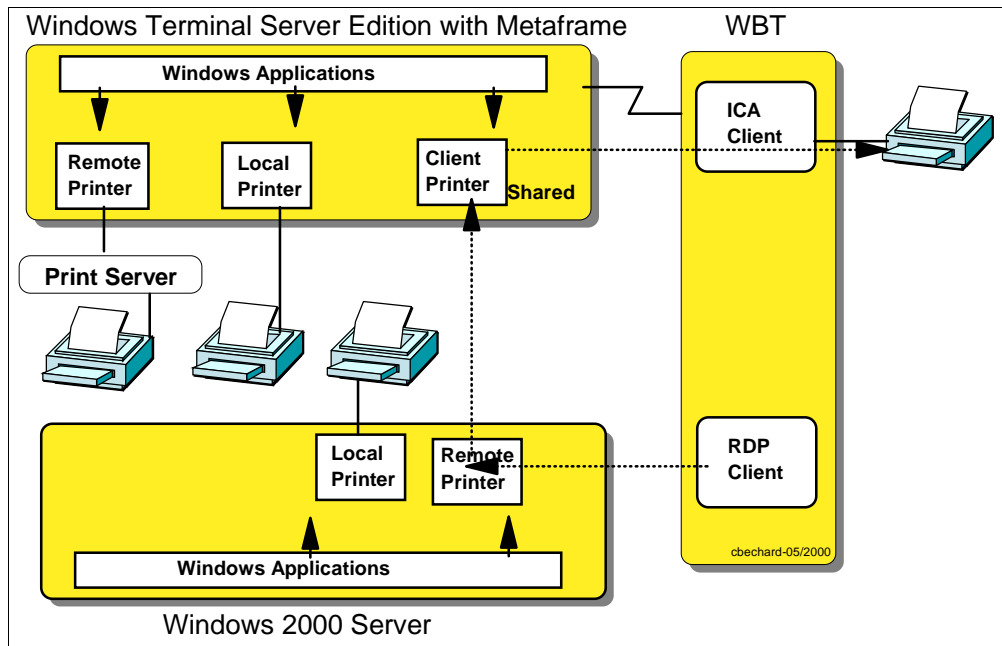 Windows Terminal Server Edition with Metaframe
WBT
Windows Applications
Remote
Printer
Local
Printer
Client
Printer
Shared
ICA
Client
Print Server
Local
Printer
Remote
Printer
RDP
Client
Windows Applications
cbechard-05/2000
Windows 2000 Server